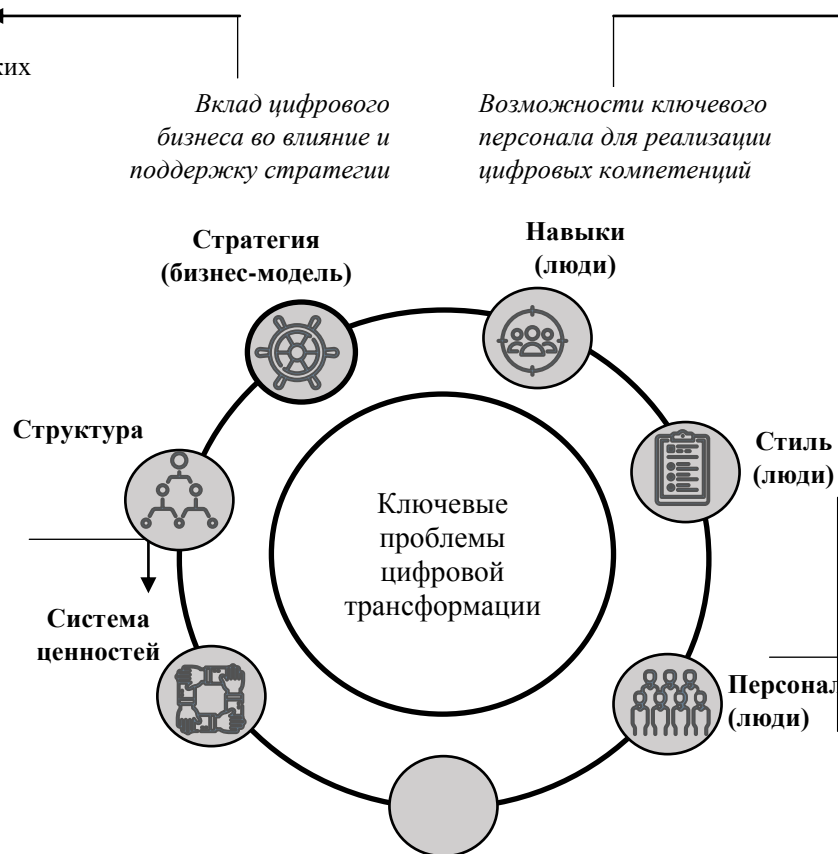 ких
Вклад цифрового
бизнеса во влияние и
поддержку стратегии
Возможности ключевого
персонала для реализации
цифровых компетенций
Стратегия
(бизнес-модель)
Навыки
(люди)
Структура
Стиль
(люди)
Ключевые
проблемы
цифровой
трансформации
Система
ценностей
Персонал
(люди)